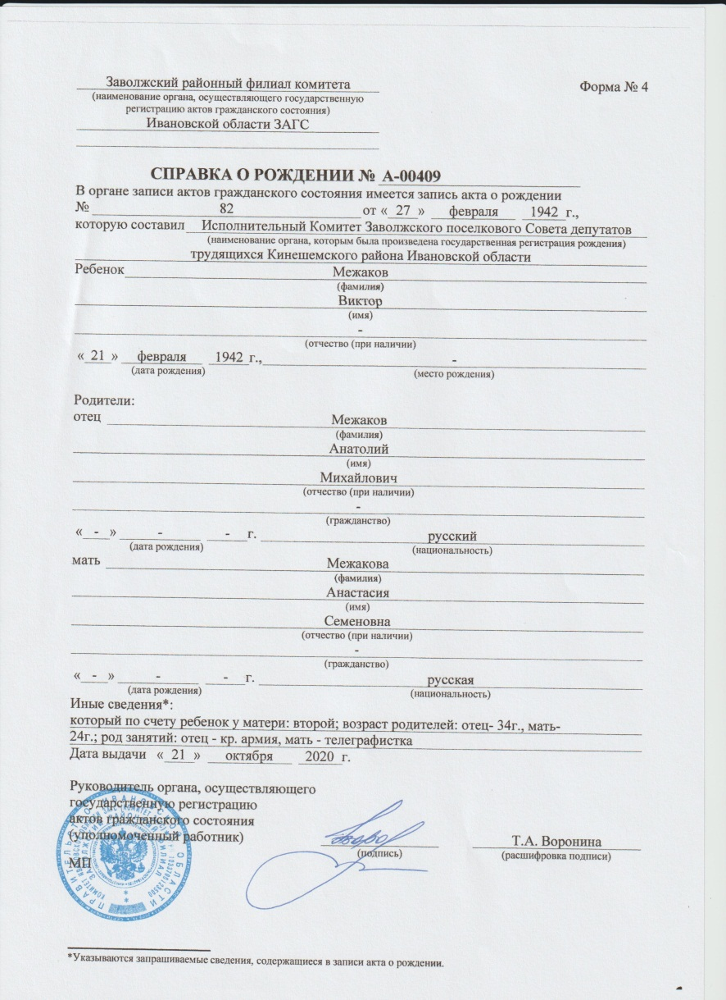 Заволжский районный филиал комитета
Форма № 4
(наименование органа, осуществляющего государственную
регистрацию актов гражданского состояния)
Ивановской области ЗАГС
СПРАВКА О РОЖДЕНИИ № А-00409
В органе записи актов гражданского состояния имеется запись акта о рождении
№ 82 от « 27 » февраля 1942 г.,
которую составил Исполнительный Комитет Заволжского поселкового Совета депутатов
(наименование органа, которым была произведена государственная регистрация рождения)
трудящихся Кинешемского района Ивановской области
Ребенок Межаков
(фамилия)
Виктор
(имя)
-
(отчество (при наличии)
« 21 » февраля 1942 г., -
(дата рождения) (место рождения)
Родители:
отец Межаков
(фамилия)
Анатолий
(имя)
Михайлович
(отчество (при наличии)
-
(гражданство)
« - » - - г. русский
(дата рождения) (национальность)
мать Межакова
(фамилия)
Анастасия
(имя)
Семеновна
(отчество (при наличии)
-
(гражданство)
« - » - - г. русская
(дата рождения) (национальность)
Иные сведения*:
который по счету ребенок у матери: второй; возраст родителей: отец- 34г., мать-
24г.; род занятий: отец - кр. армия, мать - телеграфистка
Дата выдачи « 21 » октября 2020 г.
Руководитель органа, осуществляющего
государственную регистрацию
актов гражданского состояния
(уполномоченный работник) Т.А. Воронина
(подпись) (расшифровка подписи)
МП
ПРАВИТЕЛЬСТВО ИВАНОВСКОЙ ОБЛАСТИ
*Указываются запрашиваемые сведения, содержащиеся в записи акта о рождении.